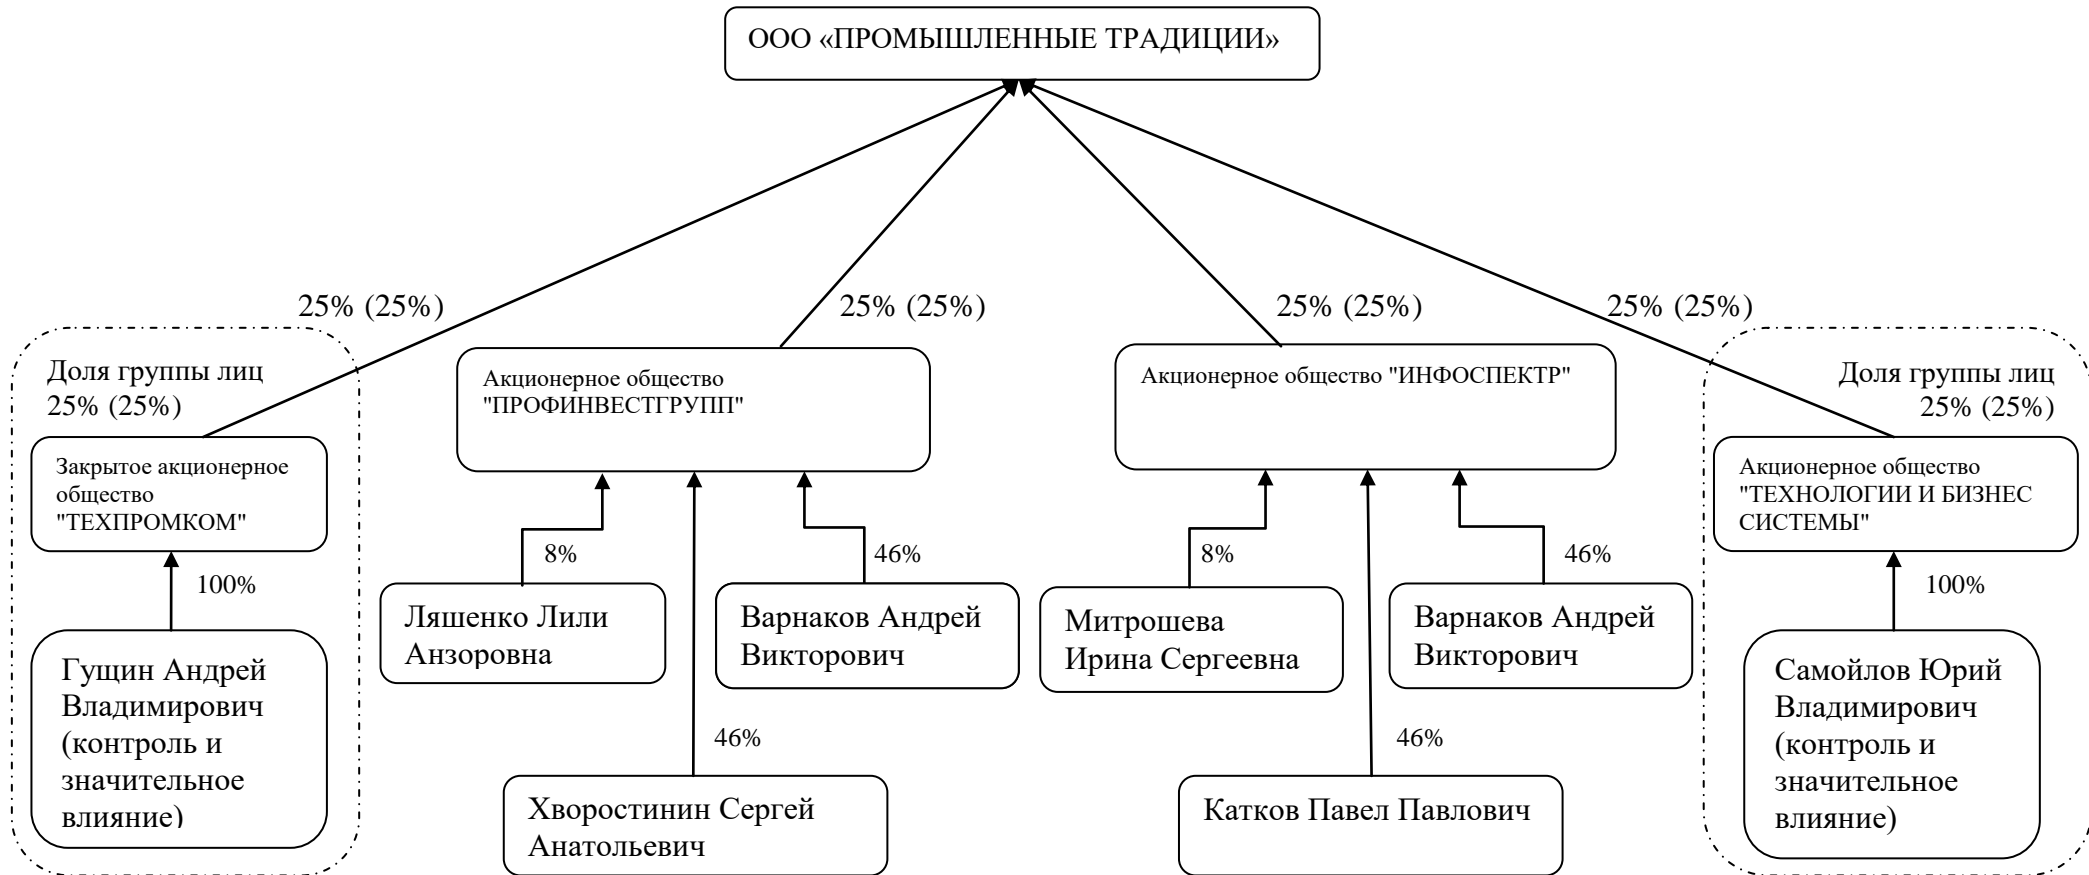 ООО «ПРОМЫШЛЕННЫЕ ТРАДИЦИИ»
25% (25%)
25% (25%)
25% (25%)
25% (25%)
Доля группы лиц
25% (25%)
Закрытое акционерное
общество
"ТЕХПРОМКОМ"
100%
Гущин Андрей
Владимирович
(контроль и
значительное
влияние)
Акционерное общество
"ПРОФИНВЕСТГРУПП"
8%
46%
Ляшенко Лили
Анзоровна
Варнаков Андрей
Викторович
46%
Хворостинин Сергей
Анатольевич
Акционерное общество "ИНФОСПЕКТР"
8%
46%
Митрошева
Ирина Сергеевна
Варнаков Андрей
Викторович
46%
Катков Павел Павлович
Доля группы лиц
25% (25%)
Акционерное общество
"ТЕХНОЛОГИИ И БИЗНЕС
СИСТЕМЫ"
100%
Самойлов Юрий
Владимирович
(контроль и
значительное
влияние)